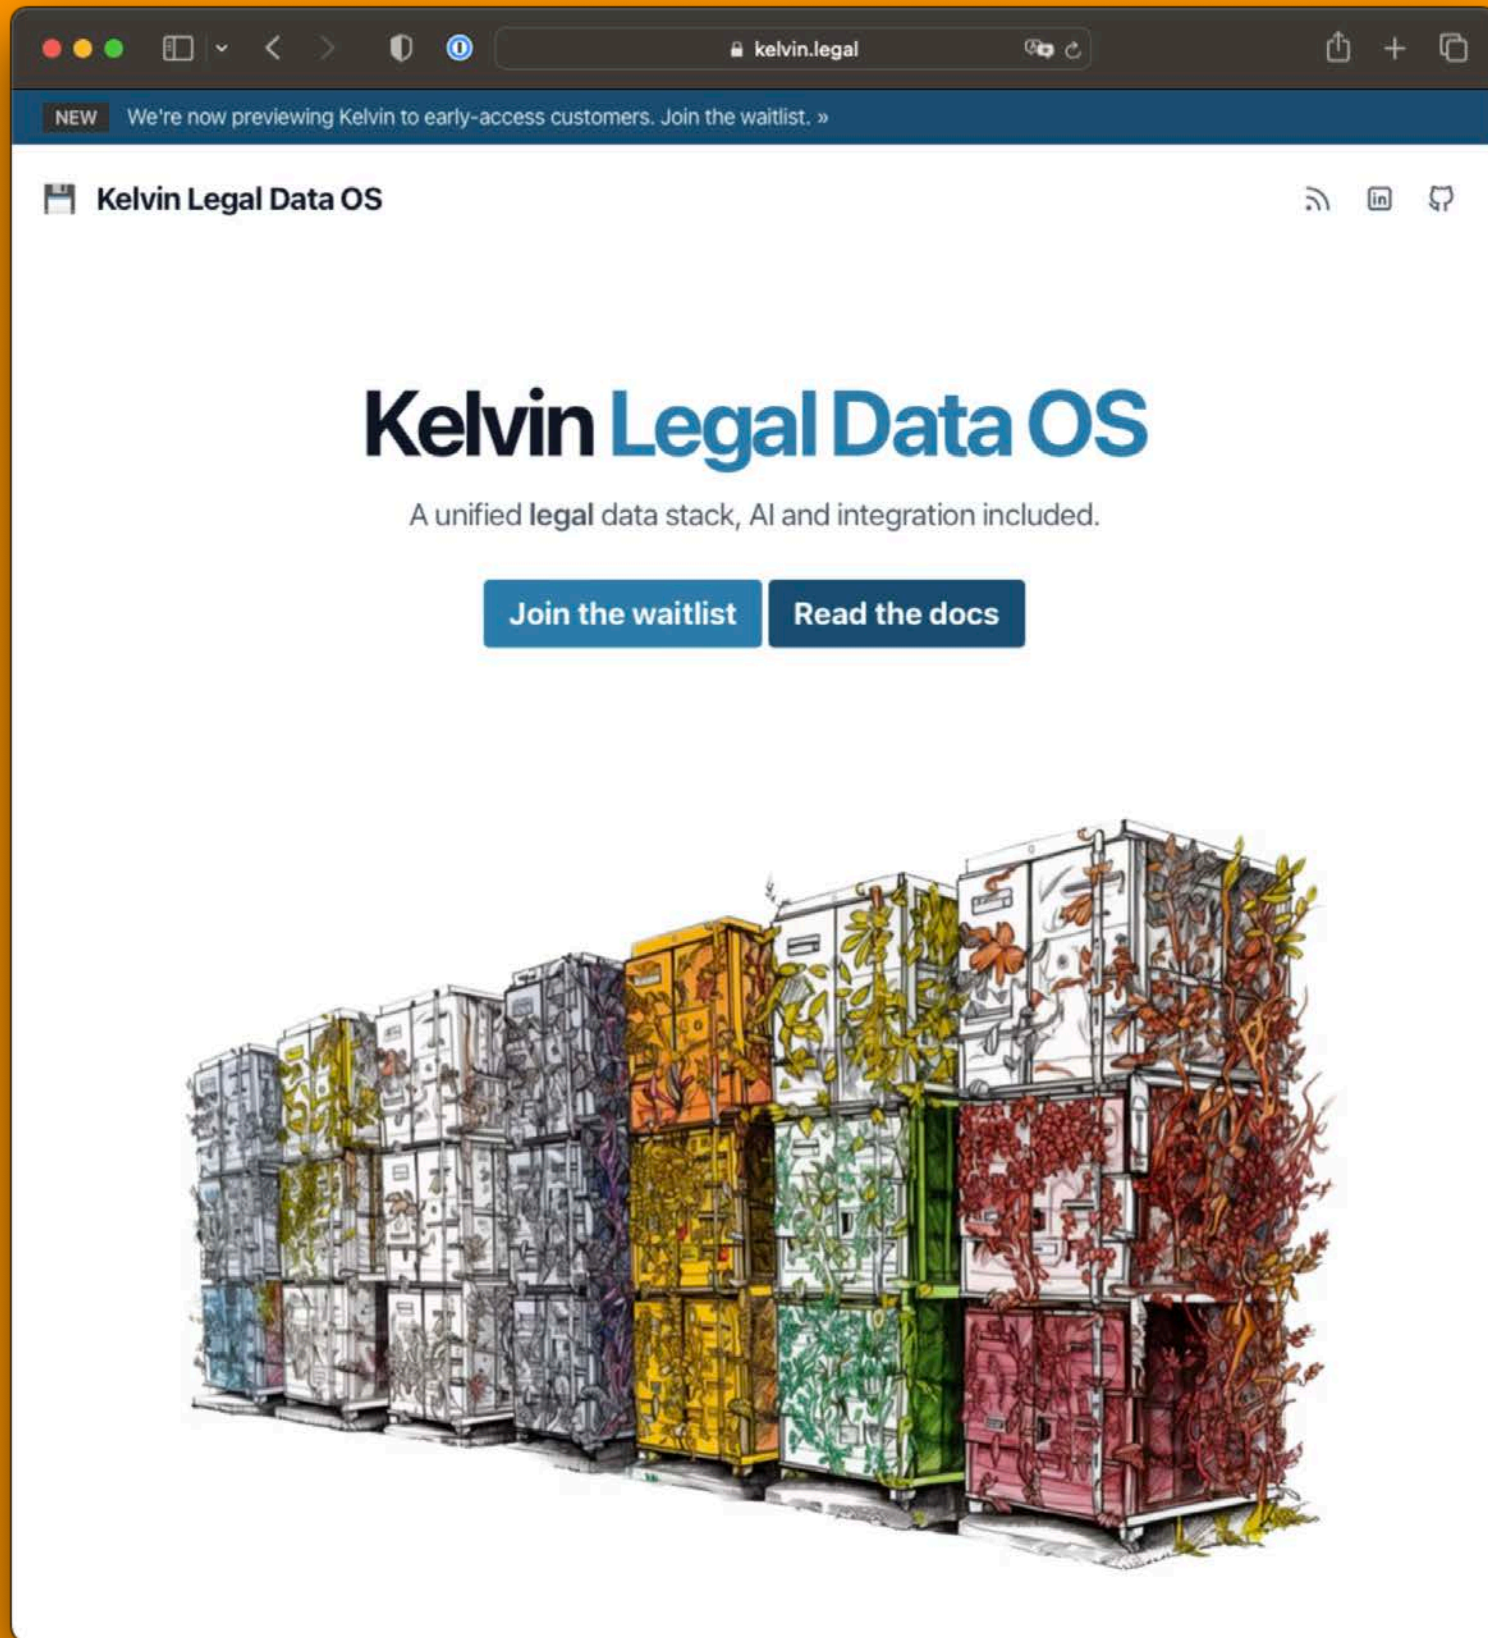 kelvin.legal
NEW We're now previewing Kelvin to early-access customers. Join the waitlist. »
Kelvin Legal Data OS
in
Kelvin Legal Data OS
A unified legal data stack, AI and integration included.
Join the waitlist Read the docs